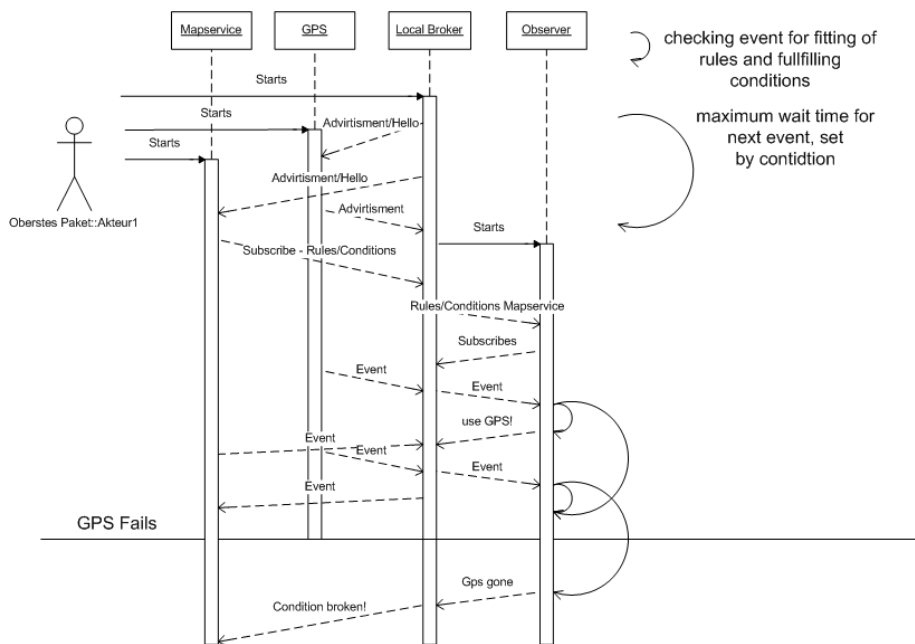 Mapservice
GPS
Local Broker
Observer
checking event for fitting of
rules and fullfilling
conditions
Starts
Starts
Advirtisment/Hello
maximum wait time for
next event, set
by contidtion
Starts
Advirtisment/Hello
Oberstes Paket::Akteur1
Advirtisment
Starts
Subscribe - Rules/Conditions
Rules/Conditions Mapservice
Subscribes
Event
Event
use GPS!
Event
Event
Event
Event
GPS Fails
Gps gone
Condition broken!